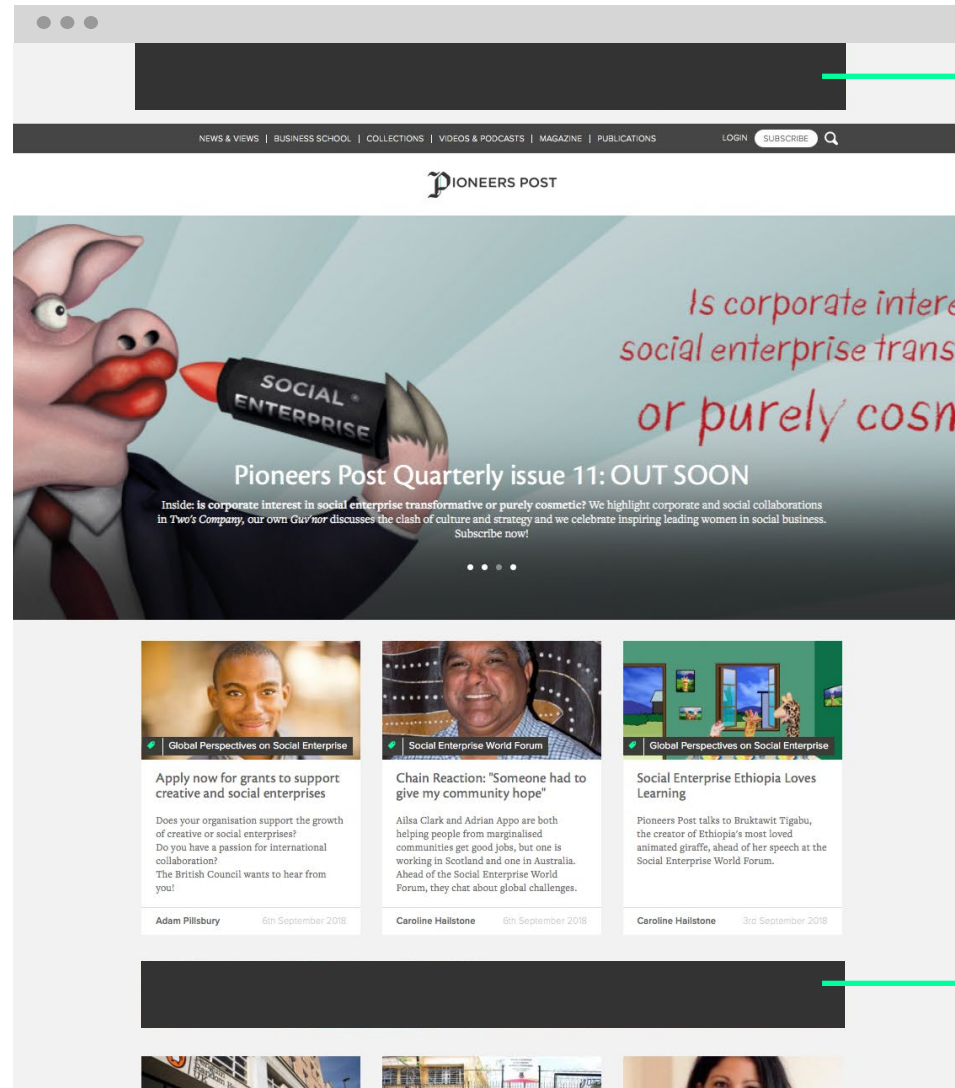 NEWS & VIEWS | BUSINESS SCHOOL | COLLECTIONS | VIDEOS & PODCASTS | MAGAZINE | PUBLICATIONS LOGIN SUBSCRIBE
PIONEERS POST
Is corporate intere
social enterprise trans
or purely cosm
SOCIAL
ENTERPRISE
Pioneers Post Quarterly issue 11: OUT SOON
Inside: is corporate interest in social enterprise transformative or purely cosmetic? We highlight corporate and social collaborations
in Two's Company, our own Guv'nor discusses the clash of culture and strategy and we celebrate inspiring leading women in social business.
Subscribe now!
Global Perspectives on Social Enterprise
Apply now for grants to support
creative and social enterprises
Does your organisation support the growth
of creative or social enterprises?
Do you have a passion for international
collaboration?
The British Council wants to hear from
you!
Adam Pillsbury 6th September 2018
Social Enterprise World Forum
Chain Reaction: "Someone had to
give my community hope"
Ailsa Clark and Adrian Appo are both
helping people from marginalised
communities get good jobs, but one is
working in Scotland and one in Australia.
Ahead of the Social Enterprise World
Forum, they chat about global challenges.
Caroline Hailstone 6th September 2018
Global Perspectives on Social Enterprise
Social Enterprise Ethiopia Loves
Learning
Pioneers Post talks to Bruktawit Tigabu,
the creator of Ethiopia's most loved
animated giraffe, ahead of her speech at the
Social Enterprise World Forum.
Caroline Hailstone 3rd September 2018